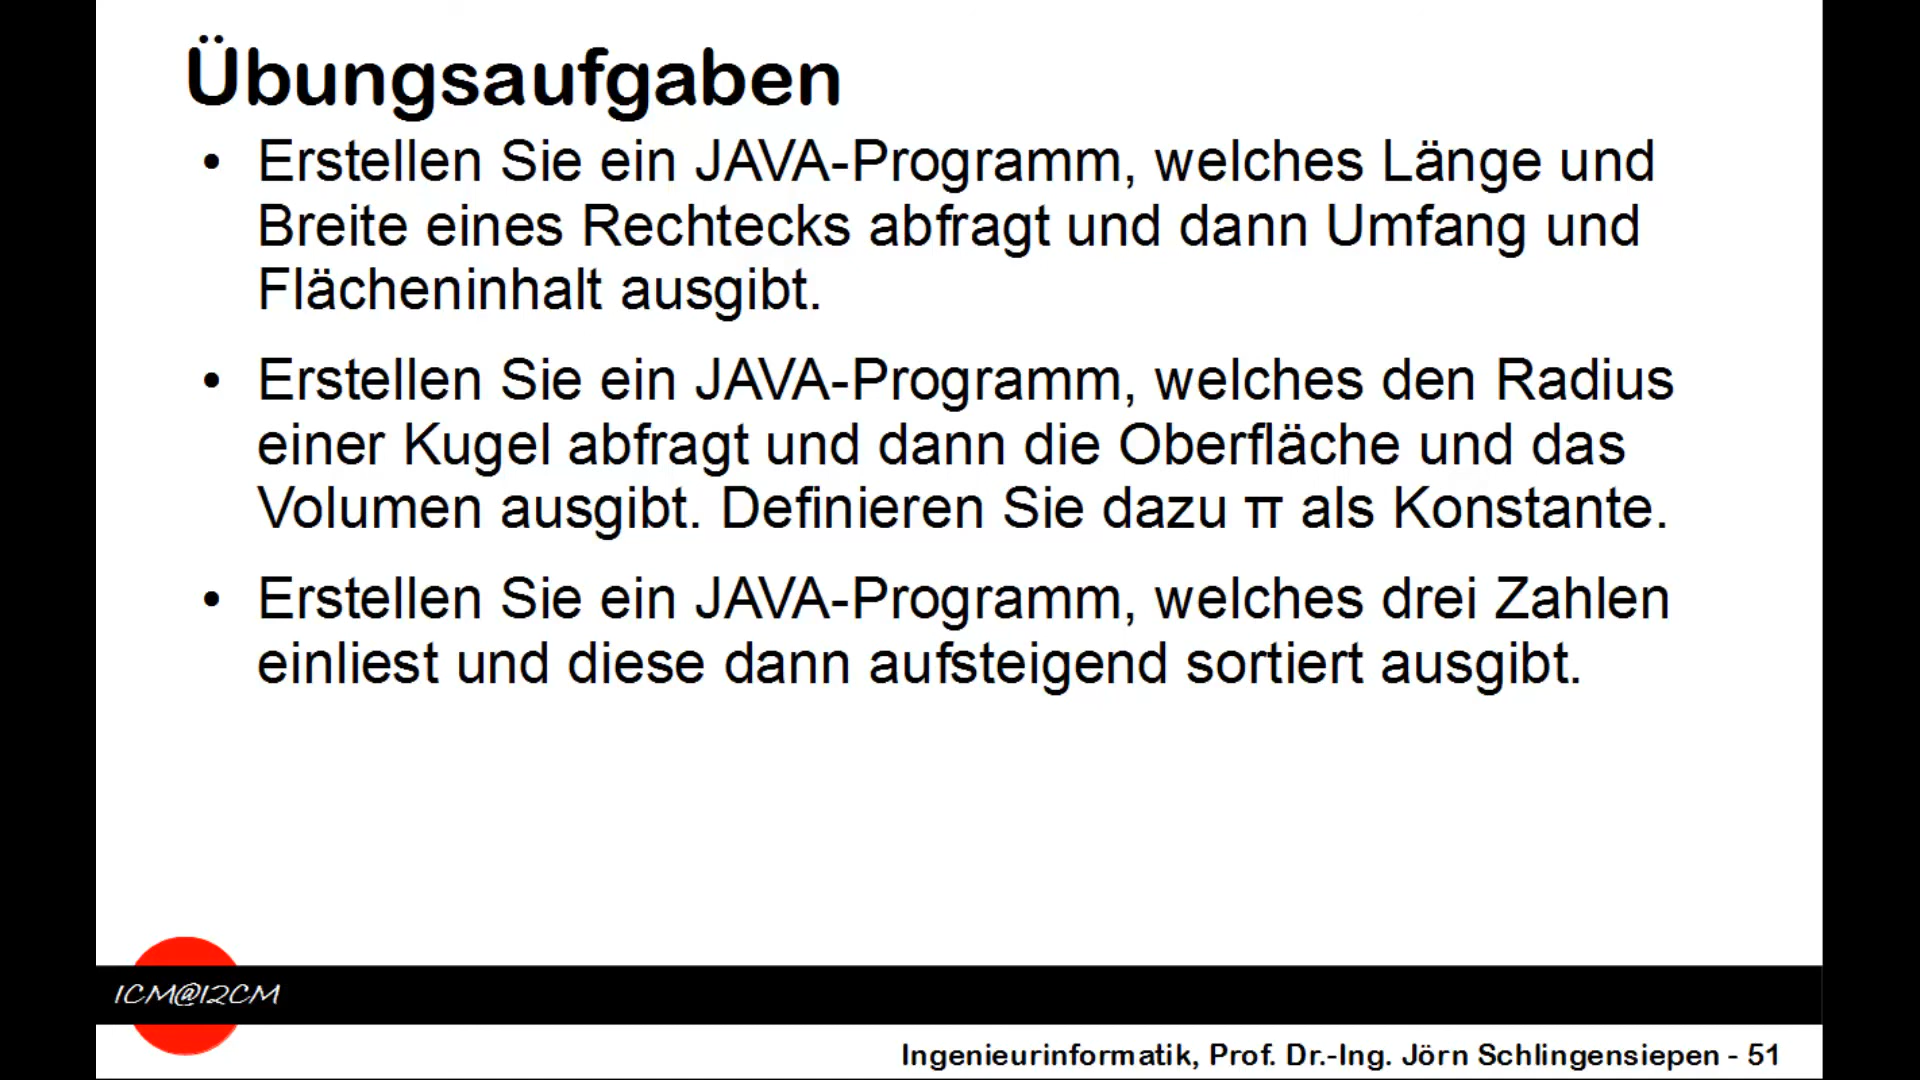 Übungsaufgaben
• Erstellen Sie ein JAVA-Programm, welches Länge und
Breite eines Rechtecks abfragt und dann Umfang und
Flächeninhalt ausgibt.
• Erstellen Sie ein JAVA-Programm, welches den Radius
einer Kugel abfragt und dann die Oberfläche und das
Volumen ausgibt. Definieren Sie dazu π als Konstante.
• Erstellen Sie ein JAVA-Programm, welches drei Zahlen
einliest und diese dann aufsteigend sortiert ausgibt.
1CM@12CM
Ingenieurinformatik, Prof. Dr.-Ing. Jörn Schlingensiepen - 51